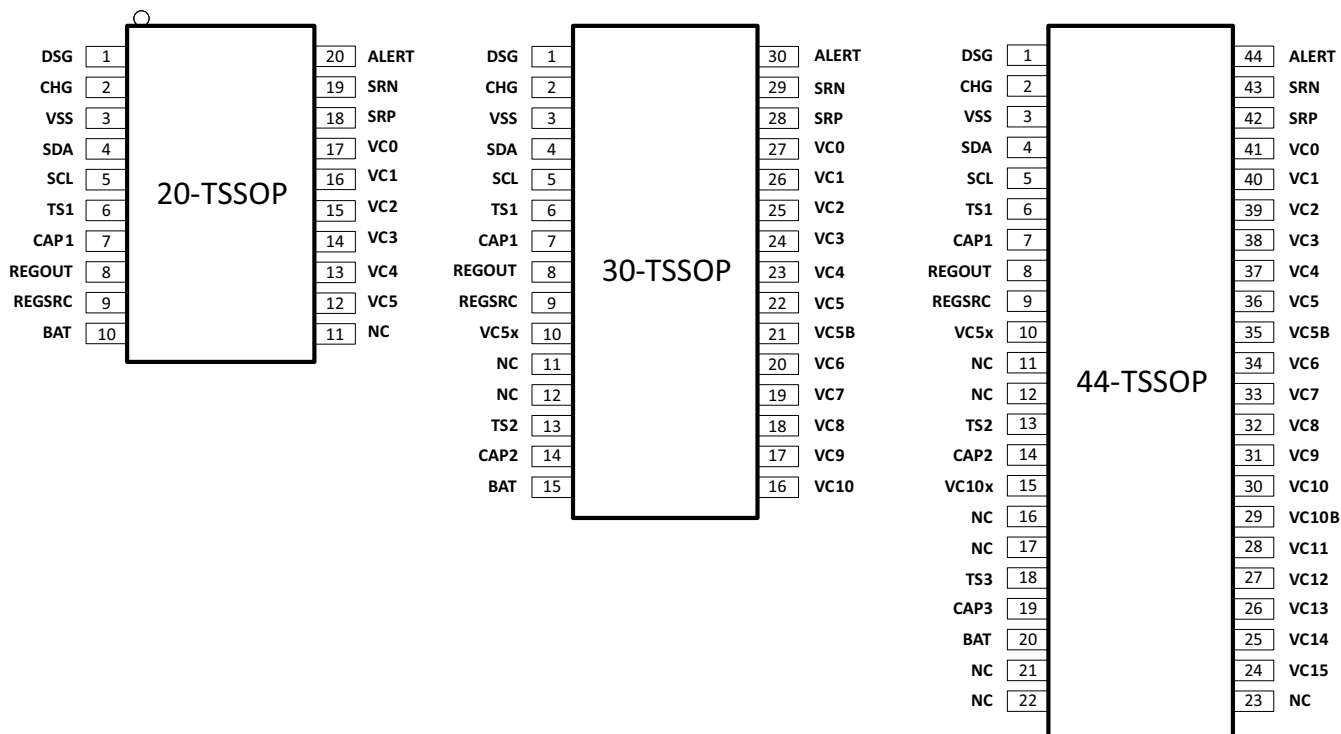 DSG 1 20 ALERT
CHG 2 19 SRN
VSS 3 18 SRP
SDA 4 17 VC0
SCL 5 16 VC1
TS1 6 15 VC2
CAP1 7 14 VC3
REGOUT 8 13 VC4
REGSRC 9 12 VC5
BAT 10 11 NC
20-TSSOP
DSG 1 30 ALERT
CHG 2 29 SRN
VSS 3 28 SRP
SDA 4 27 VC0
SCL 5 26 VC1
TS1 6 25 VC2
CAP1 7 24 VC3
REGOUT 8 23 VC4
REGSRC 9 22 VC5
VC5x 10 21 VC5B
NC 11 20 VC6
NC 12 19 VC7
TS2 13 18 VC8
CAP2 14 17 VC9
BAT 15 16 VC10
30-TSSOP
DSG 1 44 ALERT
CHG 2 43 SRN
VSS 3 42 SRP
SDA 4 41 VC0
SCL 5 40 VC1
TS1 6 39 VC2
CAP1 7 38 VC3
REGOUT 8 37 VC4
REGSRC 9 36 VC5
VC5x 10 35 VC5B
NC 11 34 VC6
NC 12 33 VC7
TS2 13 32 VC8
CAP2 14 31 VC9
VC10x 15 30 VC10
NC 16 29 VC10B
NC 17 28 VC11
TS3 18 27 VC12
CAP3 19 26 VC13
BAT 20 25 VC14
NC 21 24 VC15
NC 22 23 NC
44-TSSOP